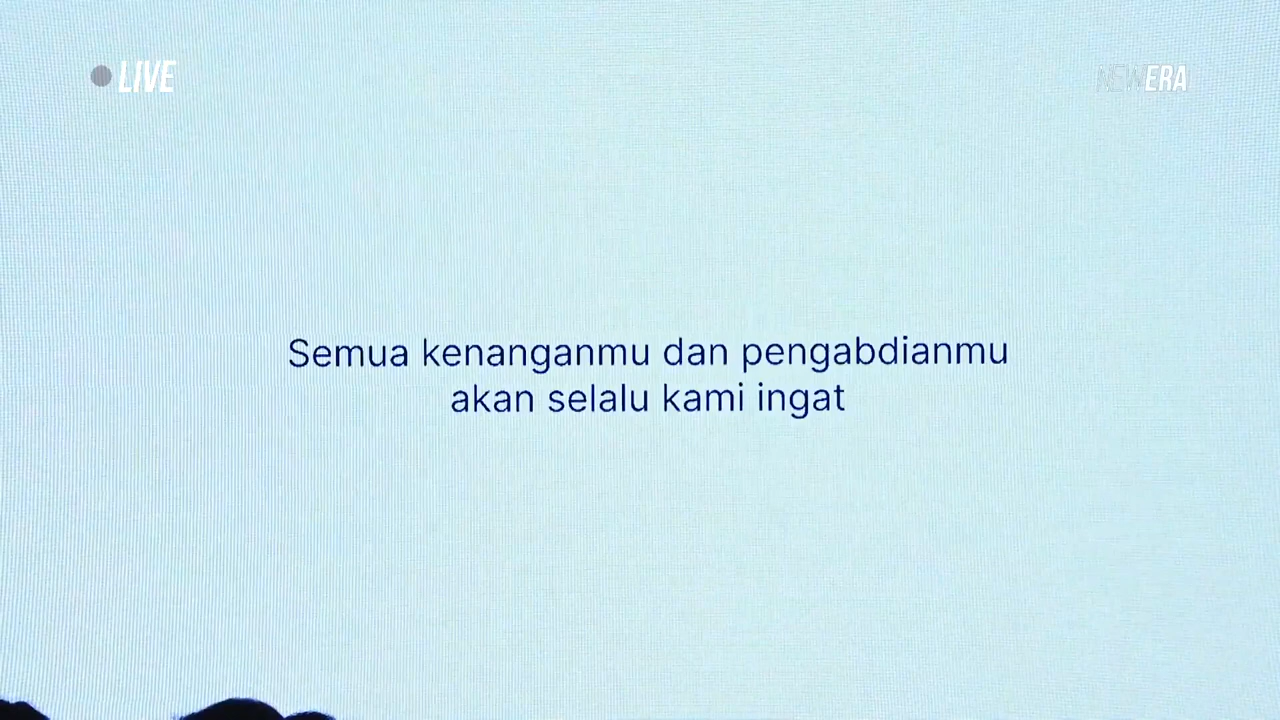 LIVE
NEWERA
Semua kenanganmu dan pengabdianmu
akan selalu kami ingat